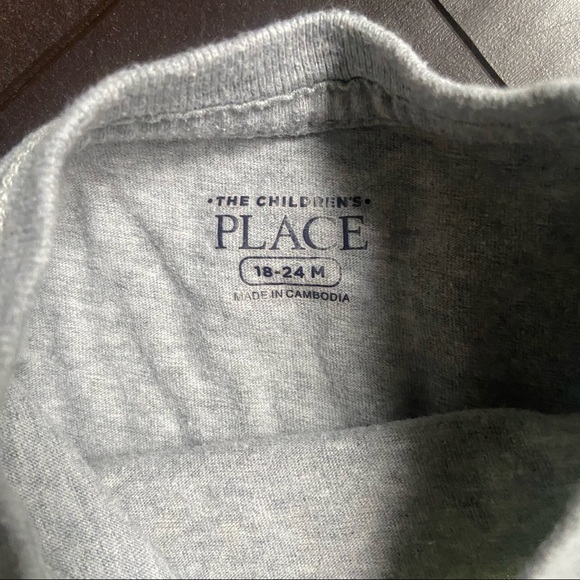 •THE CHILDREN'S•
PLACE
18-24 M
MADE IN CAMBODIA